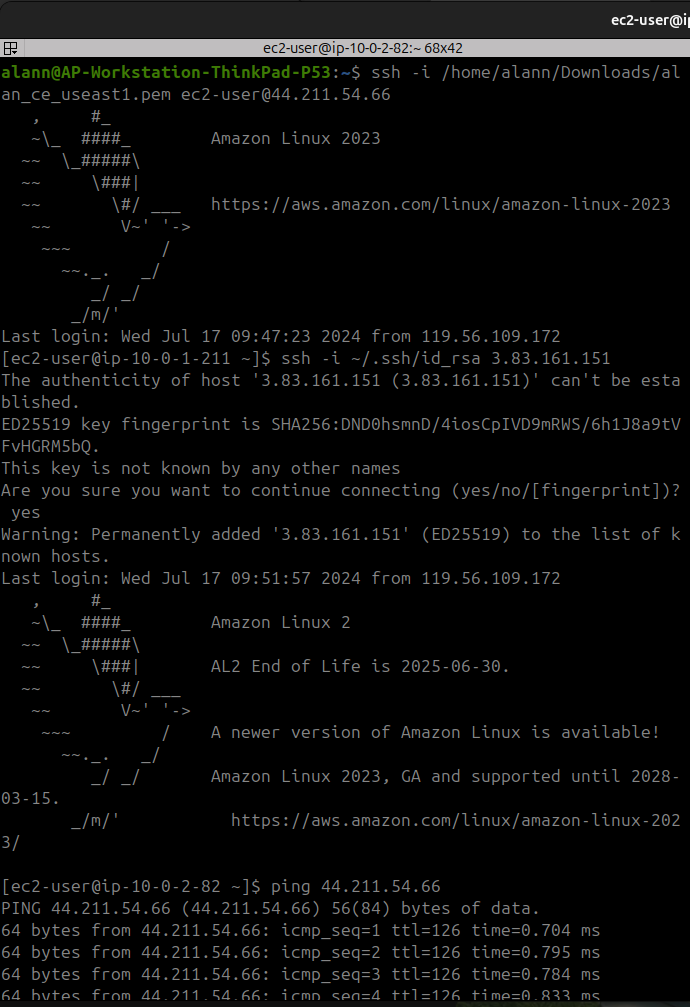 ec2-user@ip
ec2-user@ip-10-0-2-82:~ 68x42
alann@AP-Workstation-ThinkPad-P53:~$ ssh -i /home/alann/Downloads/al
an_ce_useast1.pem ec2-user@44.211.54.66
   ,     #_
   ~\_  ####_        Amazon Linux 2023
  ~~  \_#####\
  ~~     \###|
  ~~       \#/ ___   https://aws.amazon.com/linux/amazon-linux-2023
   ~~       V~' '->
    ~~~         /
      ~~._.   _/
         _/ _/
       _/m/'
Last login: Wed Jul 17 09:47:23 2024 from 119.56.109.172
[ec2-user@ip-10-0-1-211 ~]$ ssh -i ~/.ssh/id_rsa 3.83.161.151
The authenticity of host '3.83.161.151 (3.83.161.151)' can't be esta
blished.
ED25519 key fingerprint is SHA256:DND0hsmnD/4iosCpIVD9mRWS/6h1J8a9tV
FvHGRM5bQ.
This key is not known by any other names
Are you sure you want to continue connecting (yes/no/[fingerprint])?
 yes
Warning: Permanently added '3.83.161.151' (ED25519) to the list of k
nown hosts.
Last login: Wed Jul 17 09:51:57 2024 from 119.56.109.172
   ,     #_
   ~\_  ####_        Amazon Linux 2
  ~~  \_#####\
  ~~     \###|       AL2 End of Life is 2025-06-30.
  ~~       \#/ ___
   ~~       V~' '->
    ~~~         /    A newer version of Amazon Linux is available!
      ~~._.   _/
         _/ _/       Amazon Linux 2023, GA and supported until 2028-
03-15.
       _/m/'           https://aws.amazon.com/linux/amazon-linux-202
3/
[ec2-user@ip-10-0-2-82 ~]$ ping 44.211.54.66
PING 44.211.54.66 (44.211.54.66) 56(84) bytes of data.
64 bytes from 44.211.54.66: icmp_seq=1 ttl=126 time=0.704 ms
64 bytes from 44.211.54.66: icmp_seq=2 ttl=126 time=0.795 ms
64 bytes from 44.211.54.66: icmp_seq=3 ttl=126 time=0.784 ms
64 bytes from 44.211.54.66: icmp_seq=4 ttl=126 time=0.833 ms